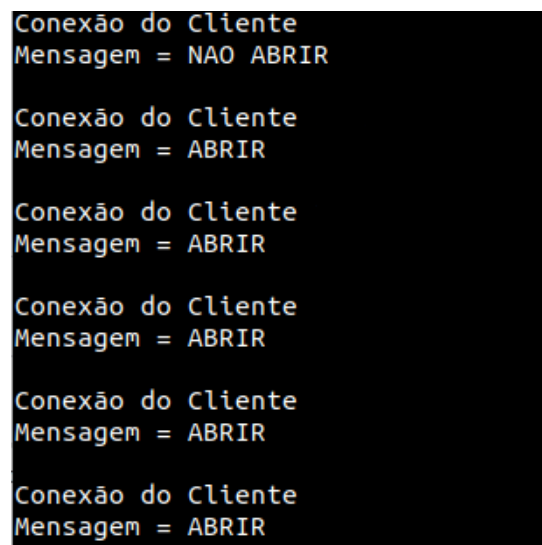 Conexão do Cliente
Mensagem = NAO ABRIR
Conexão do Cliente
Mensagem = ABRIR
Conexão do Cliente
Mensagem = ABRIR
Conexão do Cliente
Mensagem = ABRIR
Conexão do Cliente
Mensagem = ABRIR
Conexão do Cliente
Mensagem = ABRIR